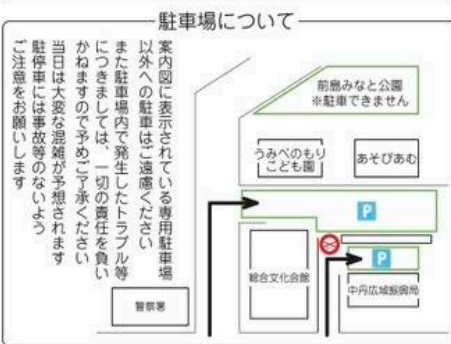 駐車場について
案内図に表示されている専用駐車場
以外への駐車はご遠慮ください
また駐車場内で発生したトラブル等
につきましては、一切の責任を負い
かねますので予めご了承ください
当日は大変な混雑が予想されます
駐停車には事故等のないよう
ご注意をお願いします
前島みなと公園
※駐車できません
うみべのもり
こども園
あそびあむ
P
P
総合文化会館
中丹広域振興局
警察署